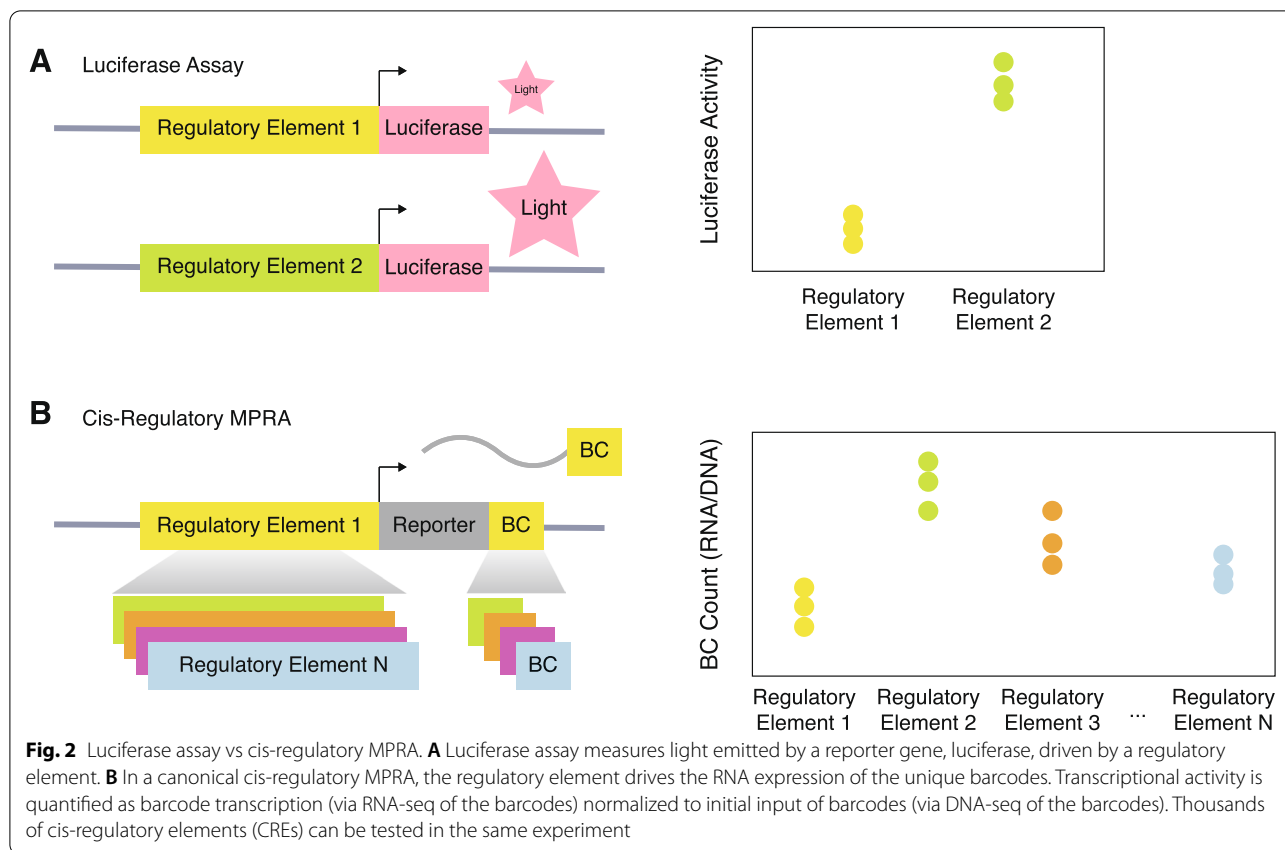 A Luciferase Assay
Light
Regulatory Element 1 Luciferase
Light
Regulatory Element 2 Luciferase
Luciferase Activity
Regulatory Regulatory
Element 1 Element 2
B Cis-Regulatory MPRA
BC
Regulatory Element 1 Reporter BC
Regulatory Element N BC
BC Count (RNA/DNA)
Regulatory Regulatory Regulatory Regulatory
Element 1 Element 2 Element 3 ... Element N
Fig. 2 Luciferase assay vs cis-regulatory MPRA. A Luciferase assay measures light emitted by a reporter gene, luciferase, driven by a regulatory
element. B In a canonical cis-regulatory MPRA, the regulatory element drives the RNA expression of the unique barcodes. Transcriptional activity is
quantified as barcode transcription (via RNA-seq of the barcodes) normalized to initial input of barcodes (via DNA-seq of the barcodes). Thousands
of cis-regulatory elements (CREs) can be tested in the same experiment